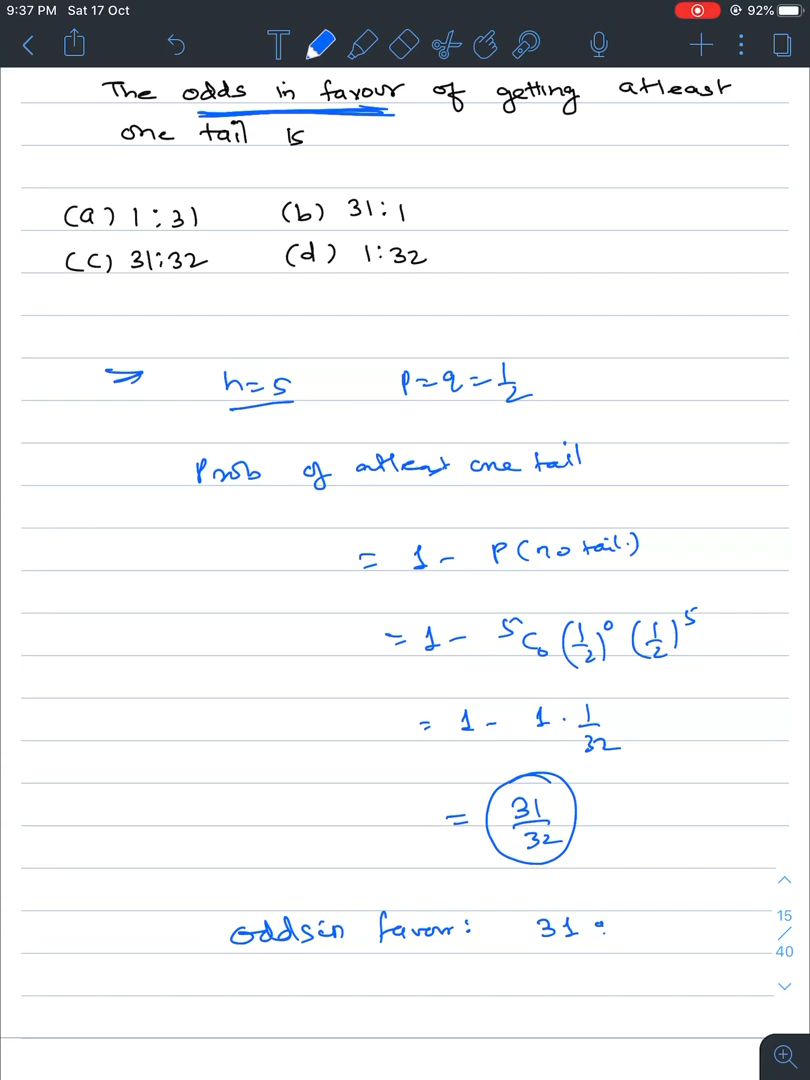 9:37 PM Sat 17 Oct
92%
The odds in favour of getting atleast
one tail is
(a) 1:31 (b) 31:1
(c) 31:32 (d) 1:32
⇒ n=5 p=q=1/2
Prob of atleast one tail
= 1 - P(no tail.)
= 1 - ⁵C₀ (1/2)⁰ (1/2)⁵
= 1 - 1 · 1/32
= 31/32
Odds in favour: 31 :
15
/
40